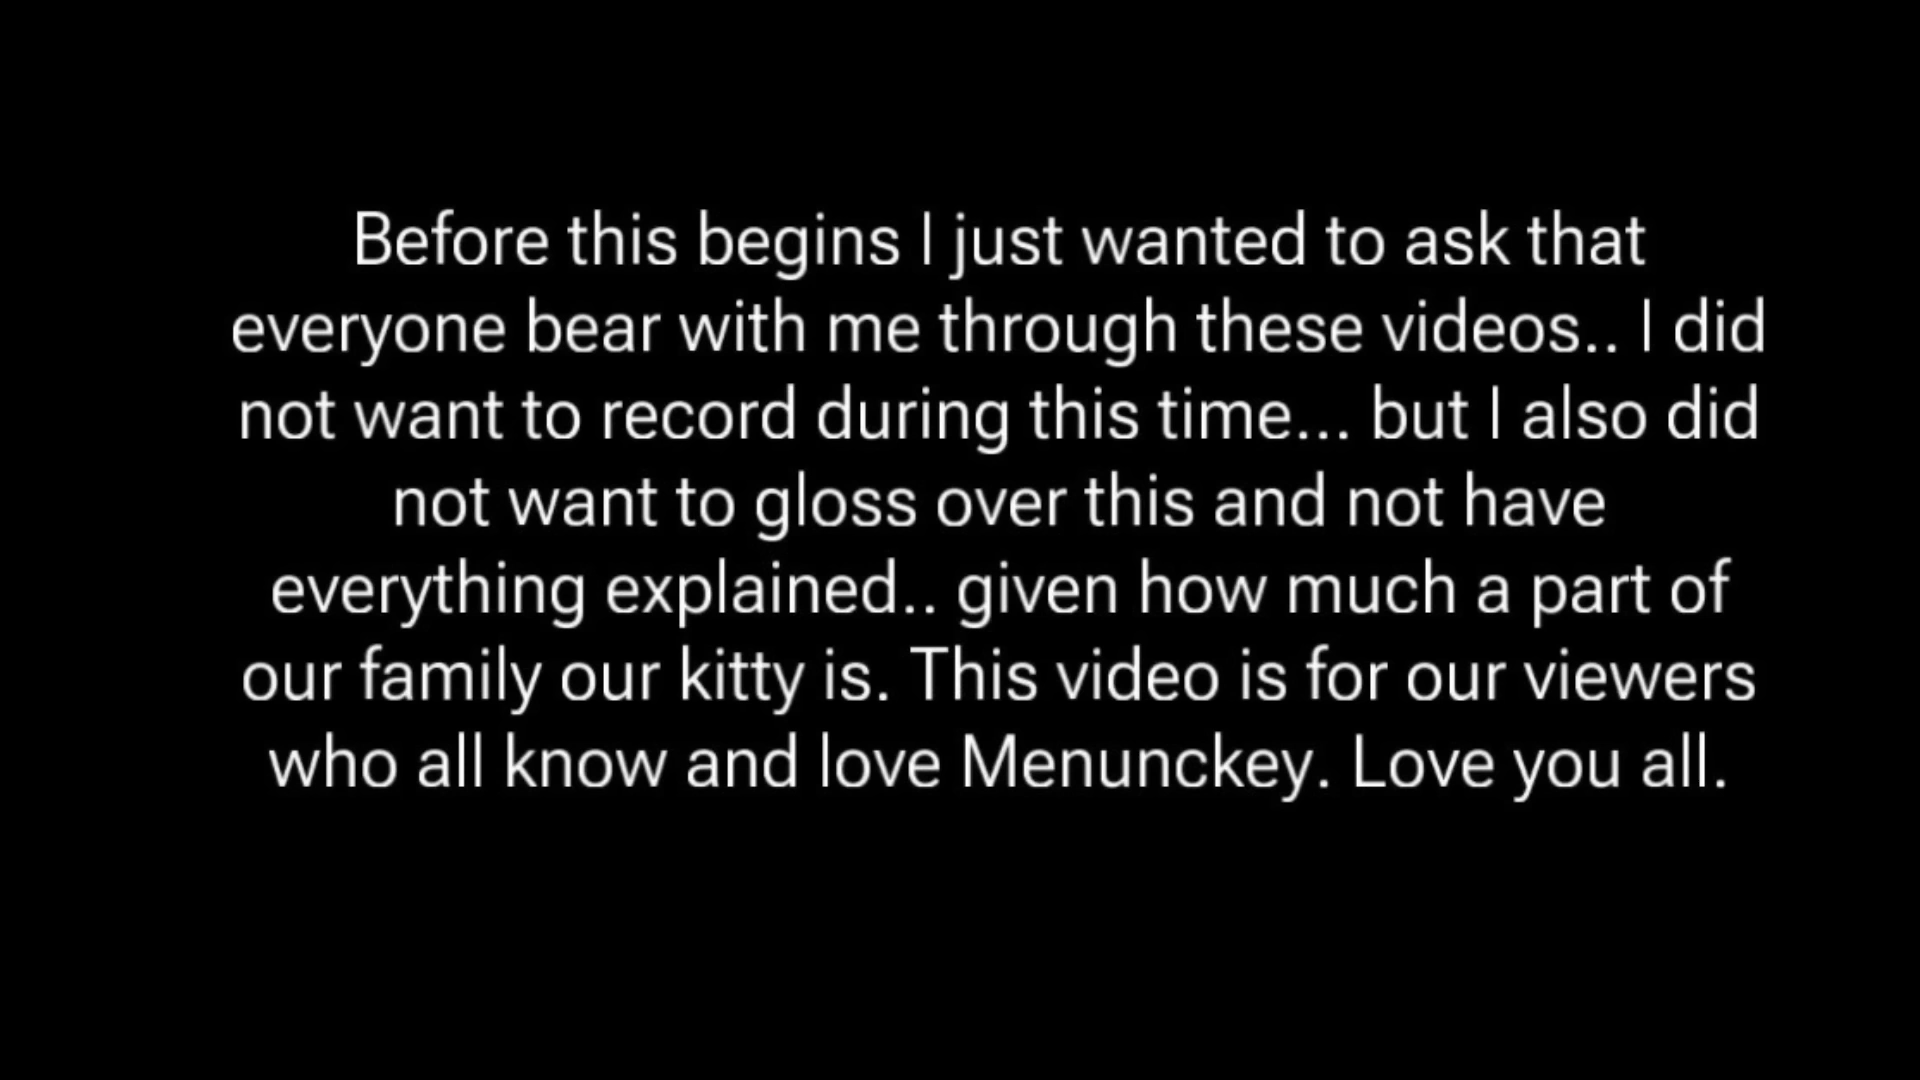 Before this begins I just wanted to ask that
everyone bear with me through these videos.. I did
not want to record during this time... but I also did
not want to gloss over this and not have
everything explained.. given how much a part of
our family our kitty is. This video is for our viewers
who all know and love Menunckey. Love you all.